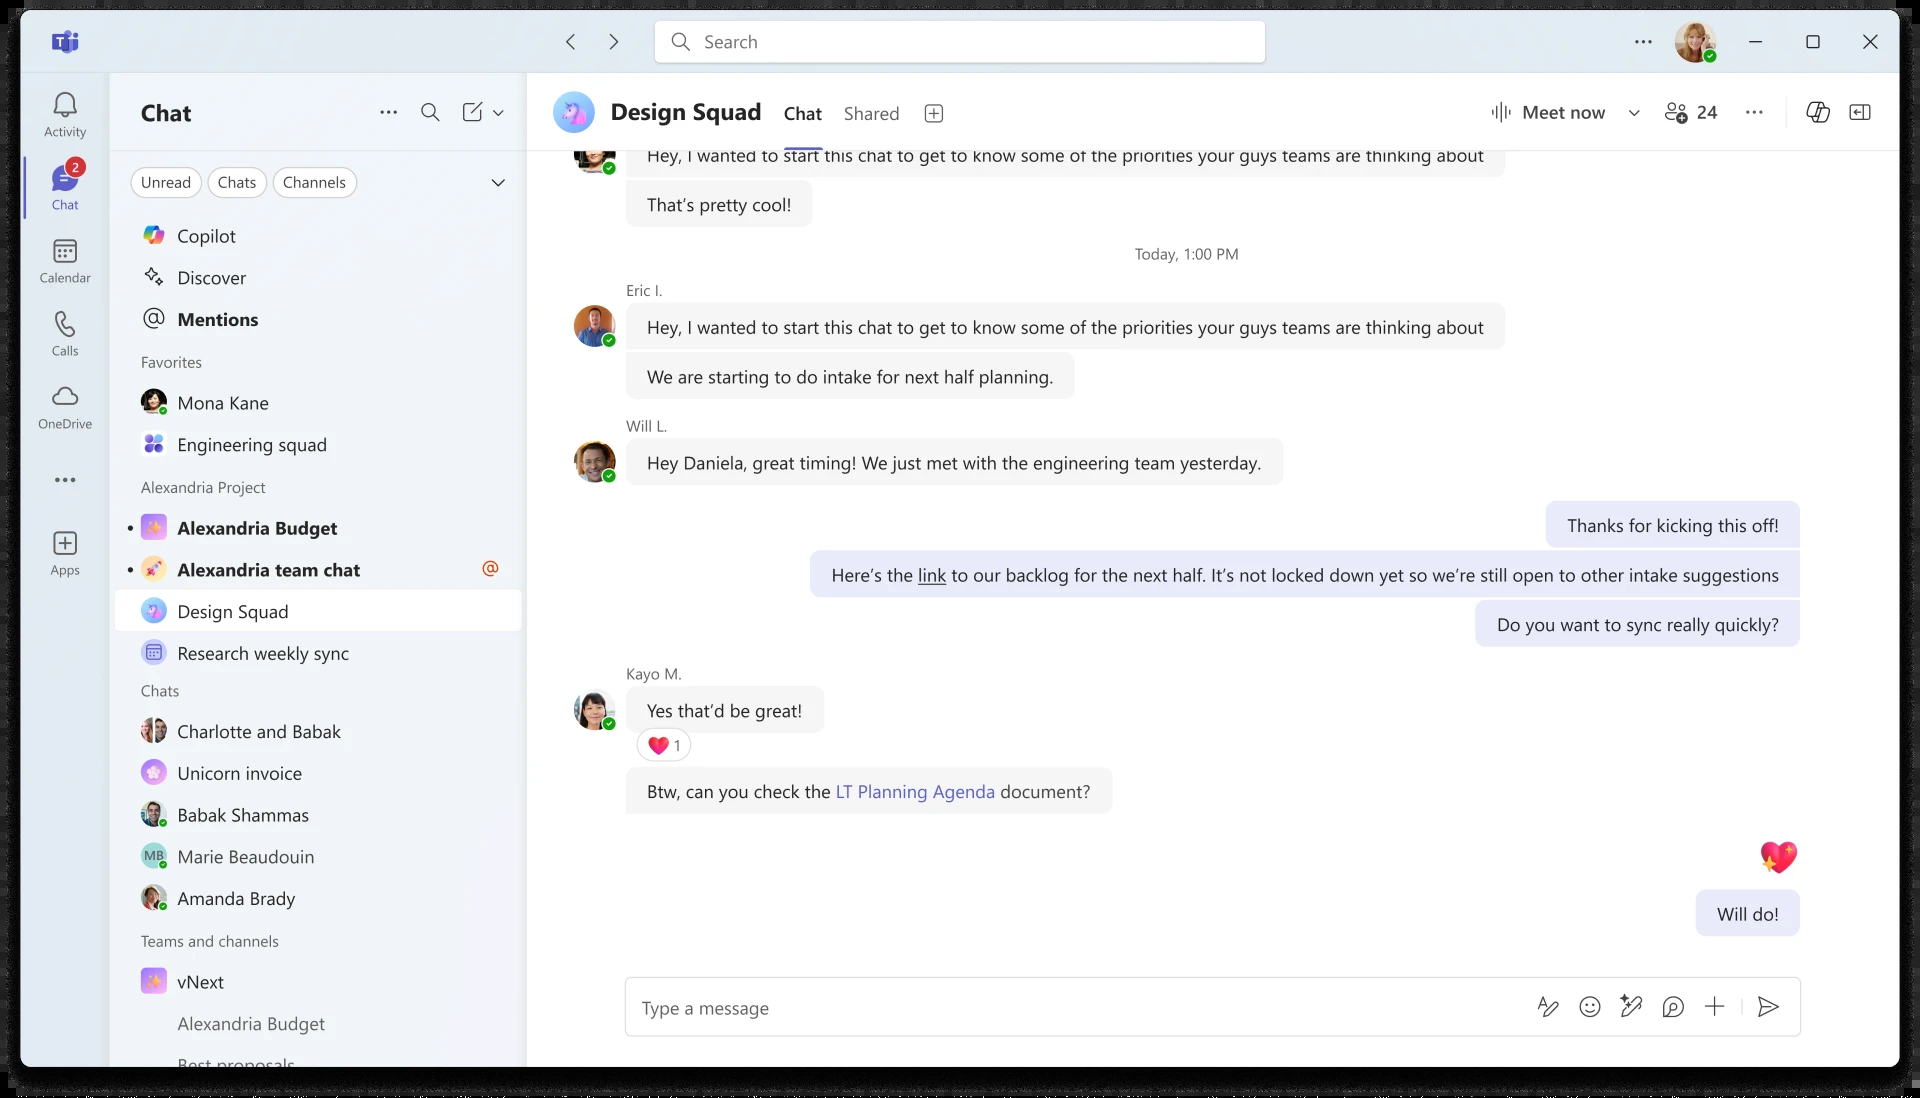 Search
Activity
2
Chat
Calendar
Calls
OneDrive
Apps
Chat
Unread
Chats
Channels
Copilot
Discover
@ Mentions
Favorites
Mona Kane
Engineering squad
Alexandria Project
Alexandria Budget
Alexandria team chat @
Design Squad
Research weekly sync
Chats
Charlotte and Babak
Unicorn invoice
Babak Shammas
MB Marie Beaudouin
Amanda Brady
Teams and channels
vNext
Alexandria Budget
Best proposals
Design Squad
Chat
Shared
Meet now
24
Hey, I wanted to start this chat to get to know some of the priorities your guys teams are thinking about
That's pretty cool!
Today, 1:00 PM
Eric I.
Hey, I wanted to start this chat to get to know some of the priorities your guys teams are thinking about
We are starting to do intake for next half planning.
Will L.
Hey Daniela, great timing! We just met with the engineering team yesterday.
Thanks for kicking this off!
Here's the link to our backlog for the next half. It's not locked down yet so we're still open to other intake suggestions
Do you want to sync really quickly?
Kayo M.
Yes that'd be great!
1
Btw, can you check the LT Planning Agenda document?
Will do!
Type a message